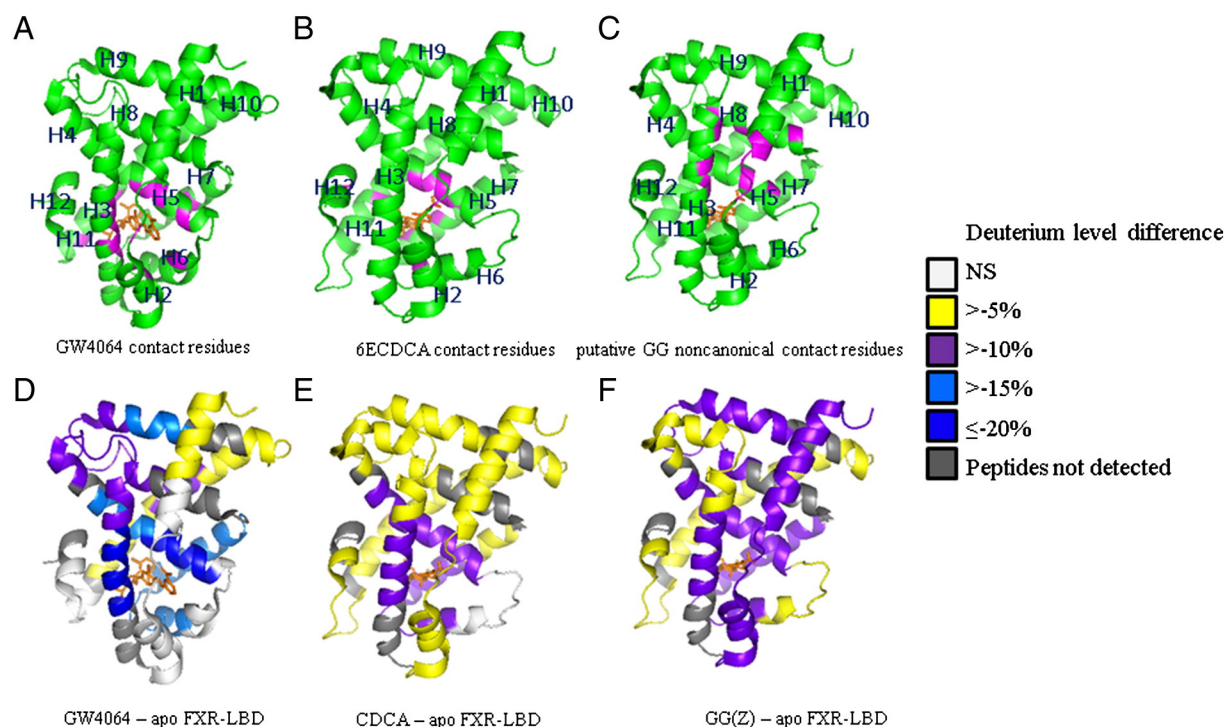 A
B
C
H9
H1
H10
H8
H4
H7
H5
H12
H3
H11
H6
H2
GW4064 contact residues
H9
H1
H10
H4
H8
H3
H12
H7
H5
H11
H6
H2
6ECDCA contact residues
H9
H1
H8
H4
H10
H12
H7
H3
H5
H11
H6
H2
putative GG noncanonical contact residues
Deuterium level difference
NS
>-5%
>-10%
>-15%
≤-20%
Peptides not detected
D
E
F
GW4064 – apo FXR-LBD
CDCA – apo FXR-LBD
GG(Z) – apo FXR-LBD